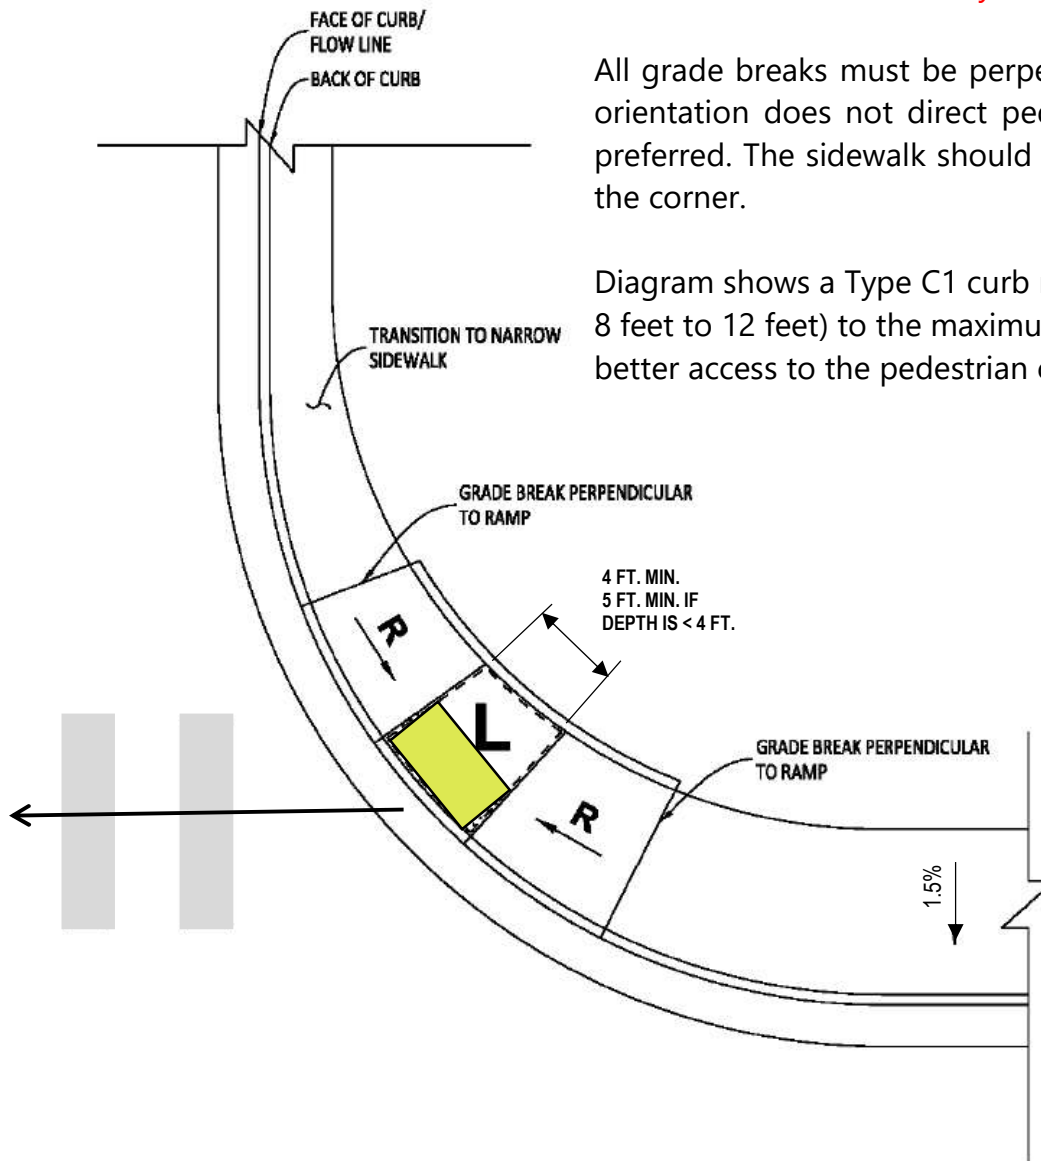 FACE OF CURB/
FLOW LINE
BACK OF CURB
All grade breaks must be
orientation does not direct
preferred. The sidewalk should
the corner.
Diagram shows a Type C1 curb
8 feet to 12 feet) to the
better access to the pedestrian
TRANSITION TO NARROW
SIDEWALK
GRADE BREAK PERPENDICULAR
TO RAMP
4 FT. MIN.
5 FT. MIN. IF
DEPTH IS < 4 FT.
R
L
GRADE BREAK PERPENDICULAR
TO RAMP
R
1.5%